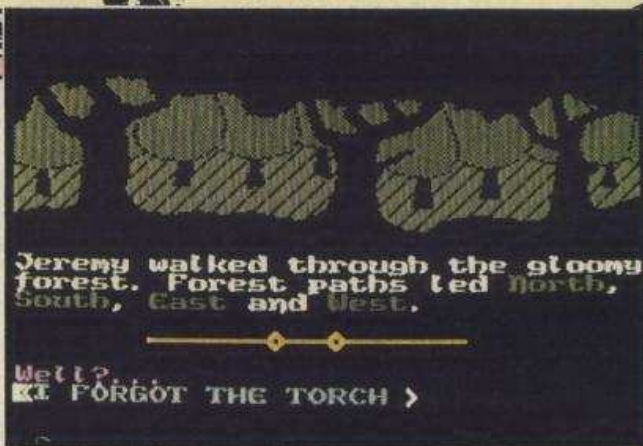 Jeremy walked through the gloomy
forest. Forest paths led North,
South, East and West.
Well?....
I FORGOT THE TORCH >